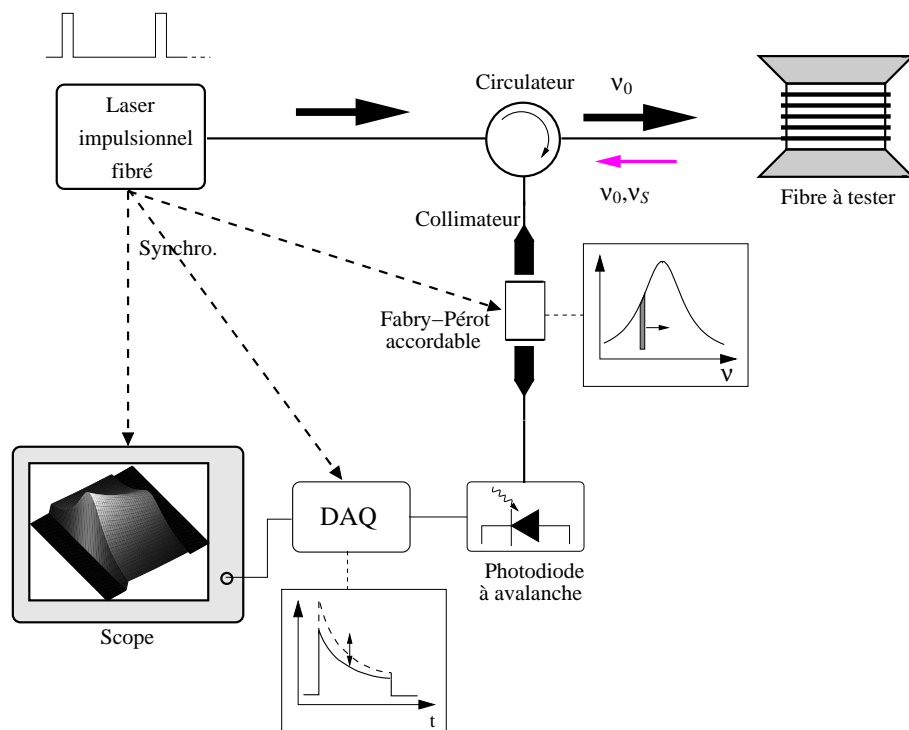 Laser
impulsionnel
fibré
Circulateur
ν0
ν0,νS
Fibre à tester
Collimateur
Synchro.
Fabry−Pérot
accordable
ν
DAQ
Photodiode
à avalanche
Scope
t